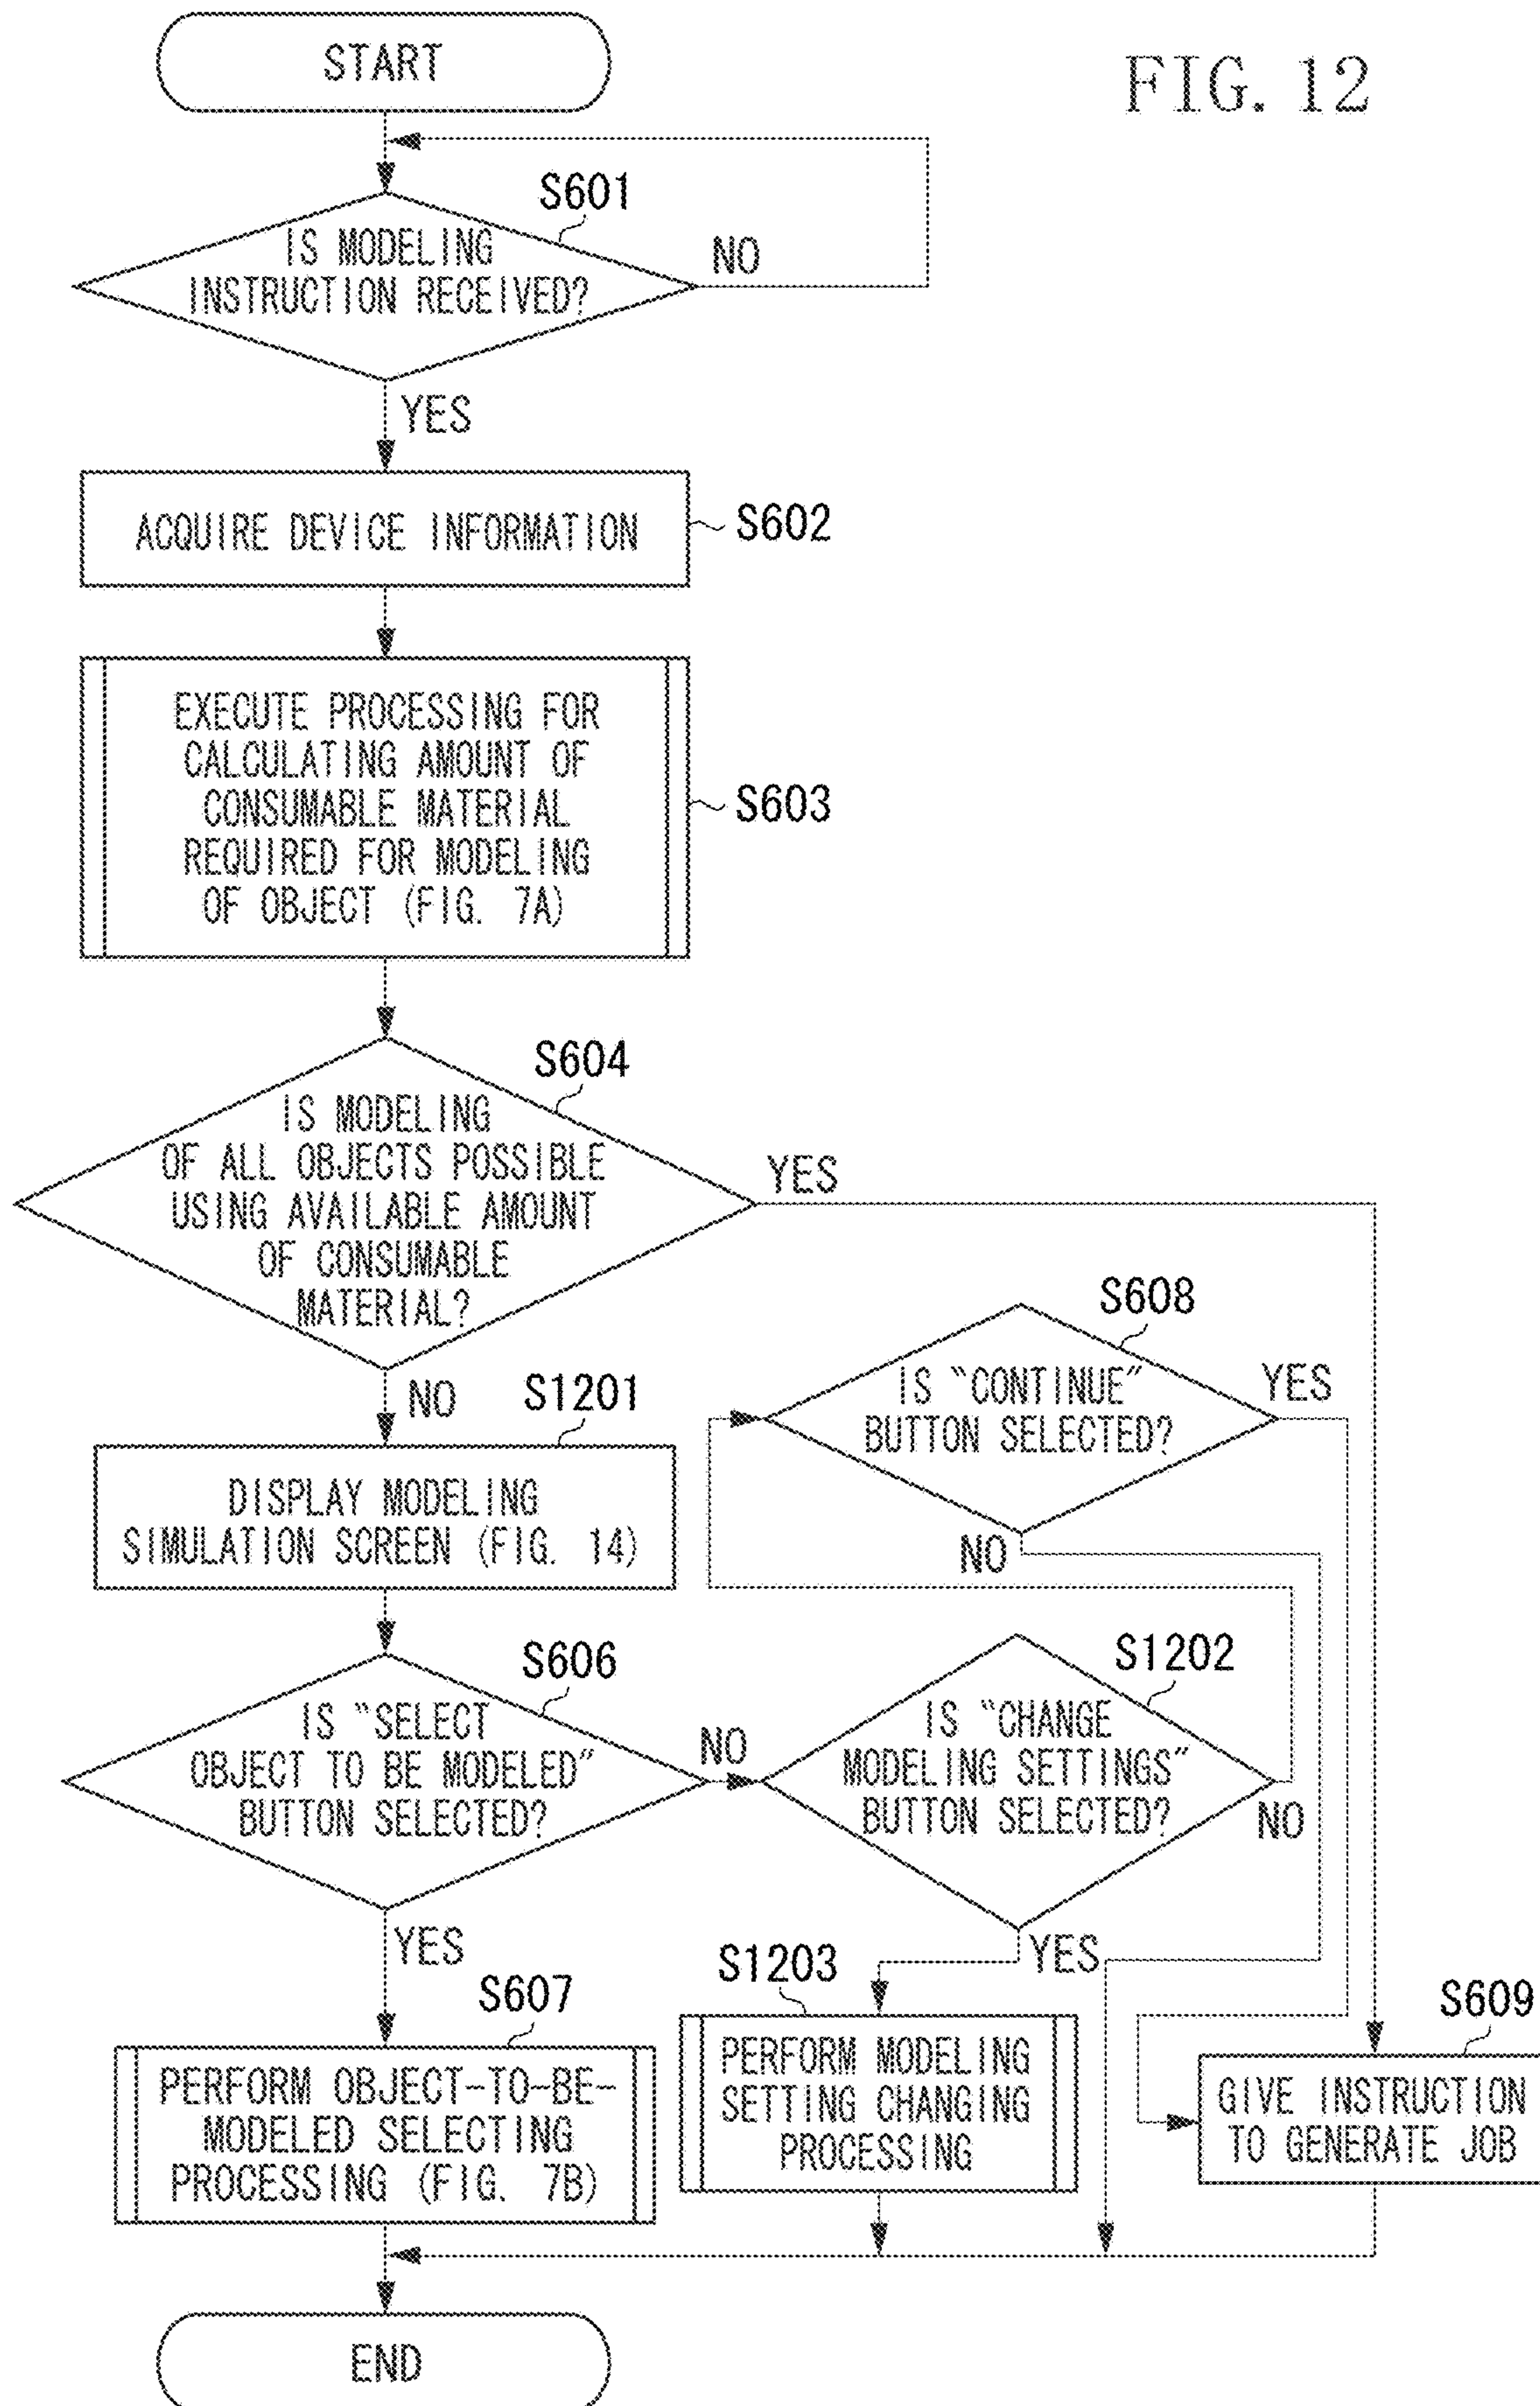 START
FIG. 12
S601
IS MODELING
INSTRUCTION RECEIVED?
NO
YES
ACQUIRE DEVICE INFORMATION
S602
EXECUTE PROCESSING FOR
CALCULATING AMOUNT OF
CONSUMABLE MATERIAL
REQUIRED FOR MODELING
OF OBJECT (FIG. 7A)
S603
S604
IS MODELING
OF ALL OBJECTS POSSIBLE
USING AVAILABLE AMOUNT
OF CONSUMABLE
MATERIAL?
YES
NO
S608
IS “CONTINUE”
BUTTON SELECTED?
YES
NO
S1201
DISPLAY MODELING
SIMULATION SCREEN (FIG. 14)
S606
IS “SELECT
OBJECT TO BE MODELED”
BUTTON SELECTED?
NO
YES
S1202
IS “CHANGE
MODELING SETTINGS”
BUTTON SELECTED?
NO
YES
S607
PERFORM OBJECT-TO-BE-
MODELED SELECTING
PROCESSING (FIG. 7B)
S1203
PERFORM MODELING
SETTING CHANGING
PROCESSING
S609
GIVE INSTRUCTION
TO GENERATE JOB
END